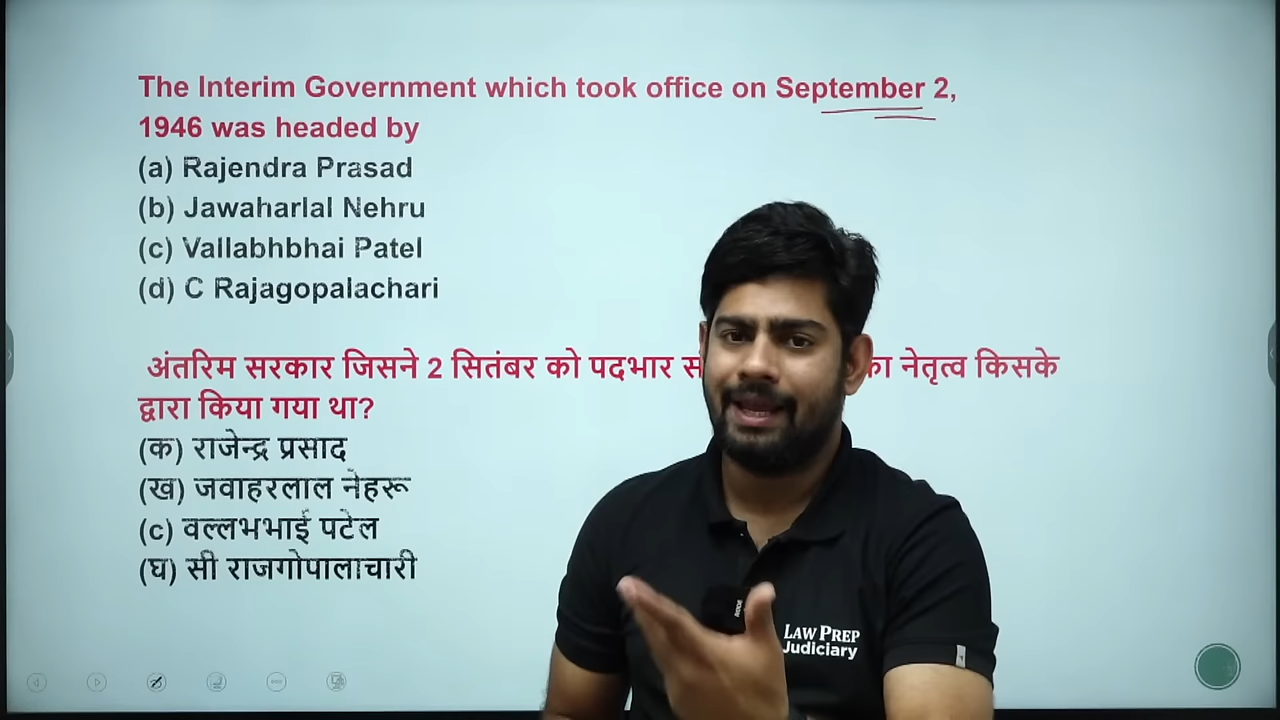 The Interim Government which took office on September 2,
1946 was headed by
(a) Rajendra Prasad
(b) Jawaharlal Nehru
(c) Vallabhbhai Patel
(d) C Rajagopalachari
अंतरिम सरकार जिसने 2 सितंबर को पदभार का नेतृत्व किसके
द्वारा किया गया था?
(क) राजेन्द्र प्रसाद
(ख) जवाहरलाल नेहरू
(c) वल्लभभाई पटेल
(घ) सी राजगोपालाचारी
LAW PREP
Judiciary